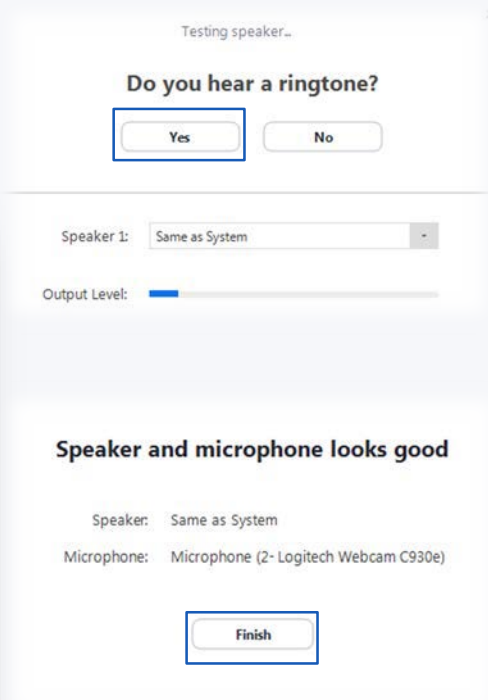 Testing speaker...
Do you hear a ringtone?
Yes No
Speaker 1: Same as System
Output Level:
Speaker and microphone looks good
Speaker: Same as System
Microphone: Microphone (2- Logitech Webcam C930e)
Finish